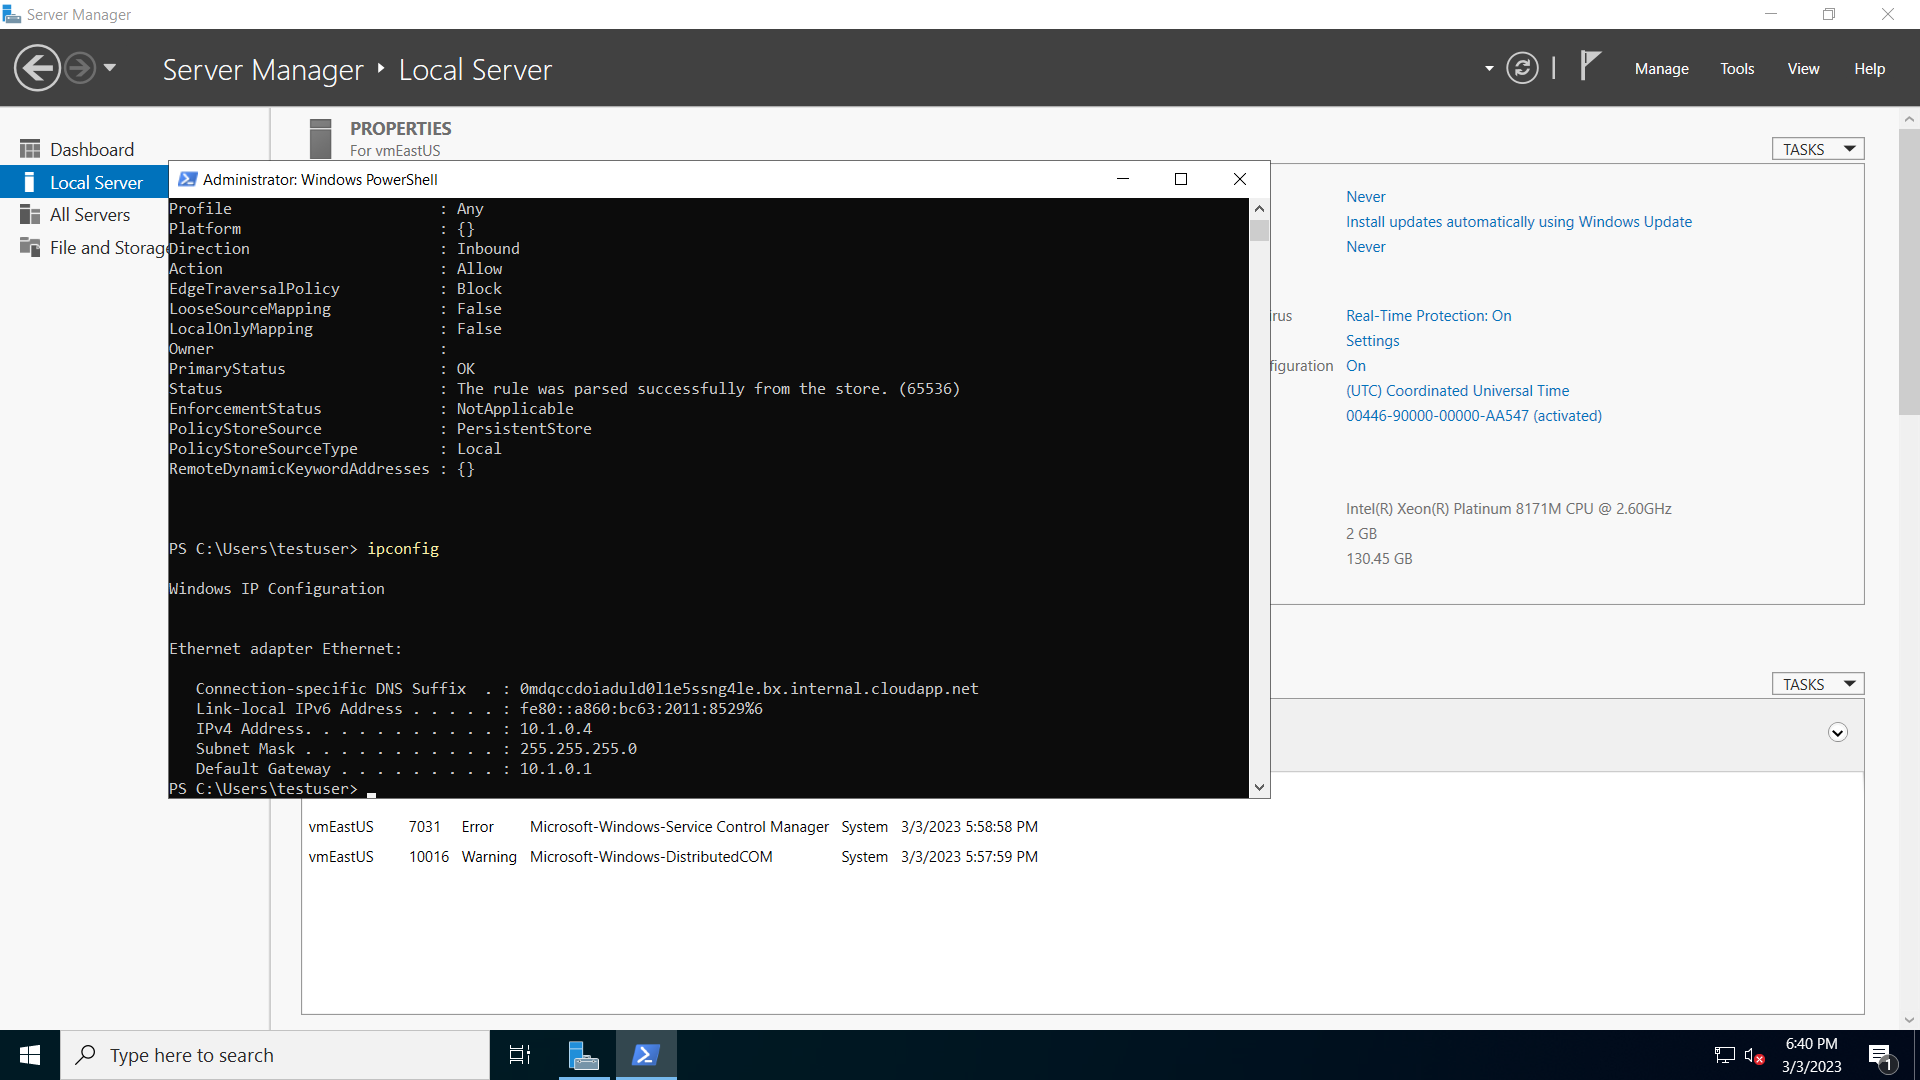 Server Manager
Server Manager ‣ Local Server
Manage Tools View Help
Dashboard
Local Server
All Servers
File and Storage
PROPERTIES
For vmEastUS
TASKS
Administrator: Windows PowerShell
Profile : Any
Platform : {}
Direction : Inbound
Action : Allow
EdgeTraversalPolicy : Block
LooseSourceMapping : False
LocalOnlyMapping : False
Owner :
PrimaryStatus : OK
Status : The rule was parsed successfully from the store. (65536)
EnforcementStatus : NotApplicable
PolicyStoreSource : PersistentStore
PolicyStoreSourceType : Local
RemoteDynamicKeywordAddresses : {}
PS C:\Users\testuser> ipconfig
Windows IP Configuration
Ethernet adapter Ethernet:
Connection-specific DNS Suffix . : 0mdqccdoiaduld0l1e5ssng4le.bx.internal.cloudapp.net
Link-local IPv6 Address . . . . . : fe80::a860:bc63:2011:8529%6
IPv4 Address. . . . . . . . . . . : 10.1.0.4
Subnet Mask . . . . . . . . . . . : 255.255.255.0
Default Gateway . . . . . . . . . : 10.1.0.1
PS C:\Users\testuser>
Never
Install updates automatically using Windows Update
Never
irus Real-Time Protection: On
Settings
figuration On
(UTC) Coordinated Universal Time
00446-90000-00000-AA547 (activated)
Intel(R) Xeon(R) Platinum 8171M CPU @ 2.60GHz
2 GB
130.45 GB
TASKS
vmEastUS 7031 Error Microsoft-Windows-Service Control Manager System 3/3/2023 5:58:58 PM
vmEastUS 10016 Warning Microsoft-Windows-DistributedCOM System 3/3/2023 5:57:59 PM
Type here to search
6:40 PM
3/3/2023
1